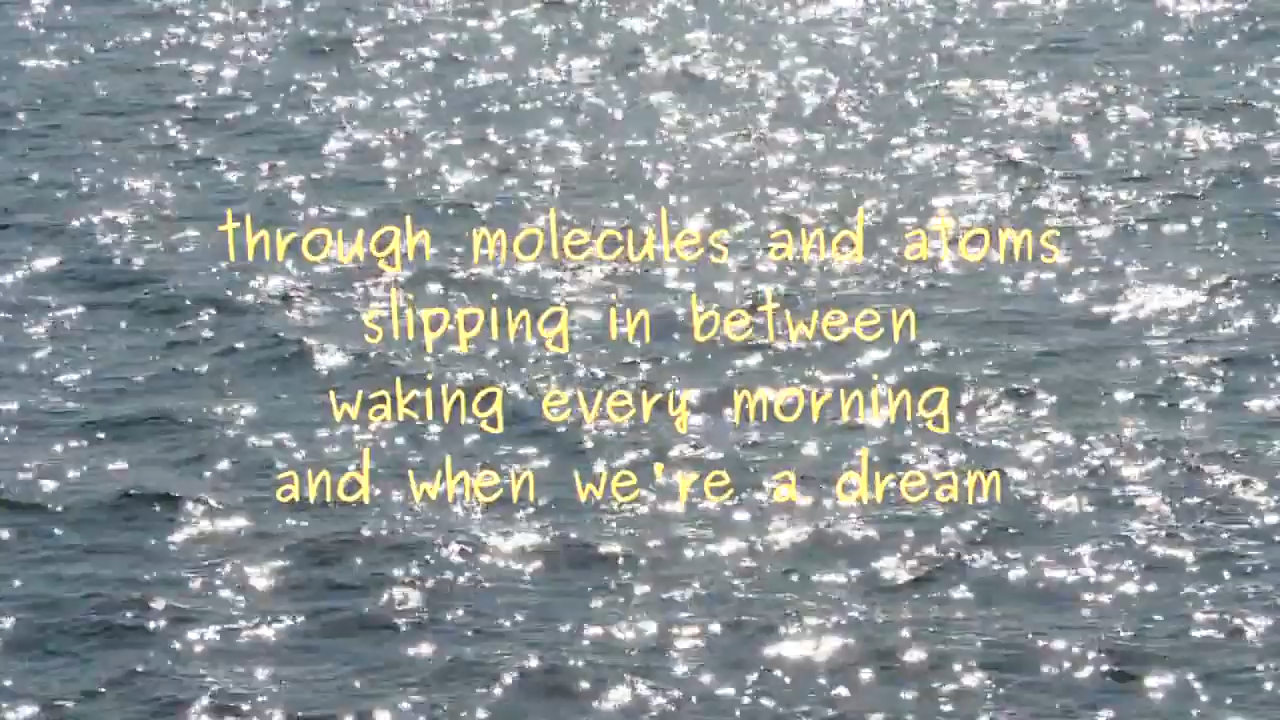 through molecules and atoms
slipping in between
waking every morning
and when we're a dream